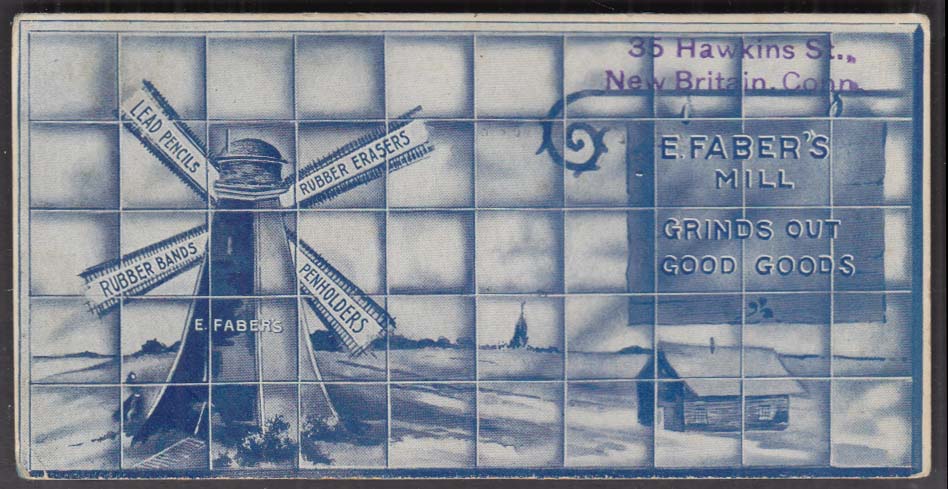 35 Hawkins St.,
New Britain, Conn.
LEAD PENCILS
RUBBER ERASERS
E. FABER'S
MILL
GRINDS OUT
GOOD GOODS
RUBBER BANDS
PENHOLDERS
E. FABER'S